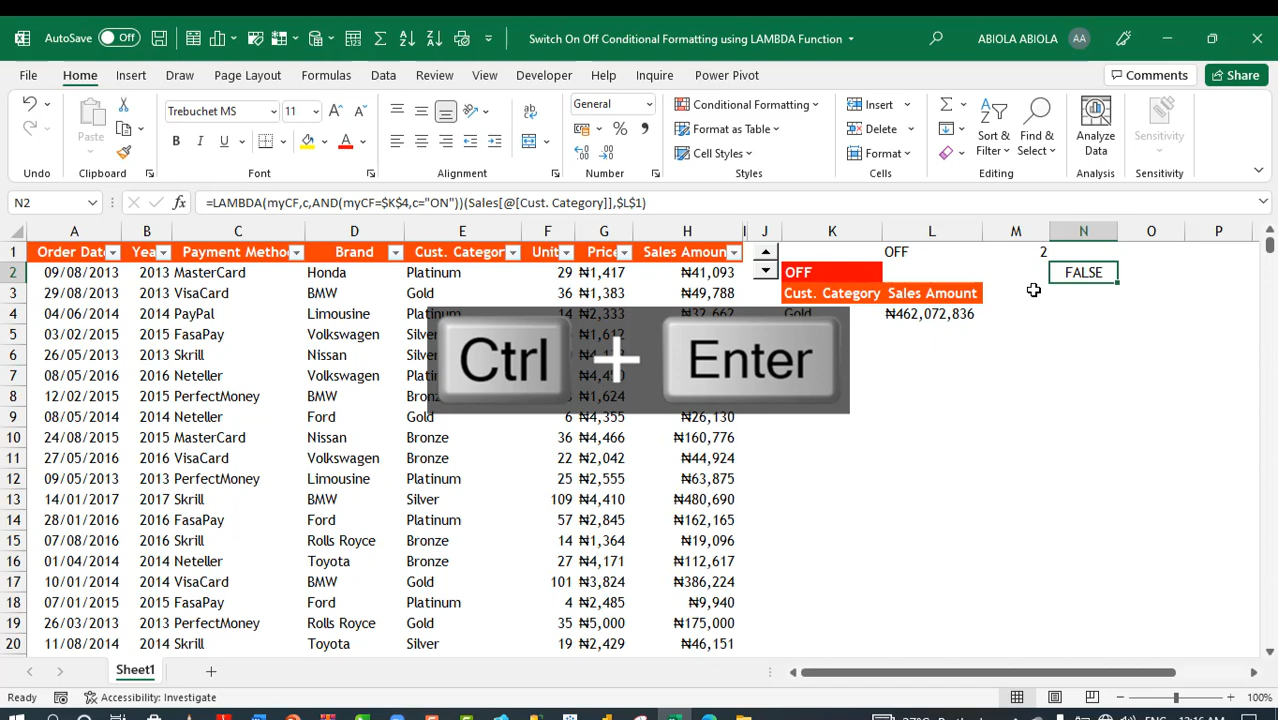 AutoSave Off Switch On Off Conditional Formatting using LAMBDA Function ABIOLA ABIOLA AA
File Home Insert Draw Page Layout Formulas Data Review View Developer Help Inquire Power Pivot Comments Share
Trebuchet MS 11 General Conditional Formatting Insert
Paste B I U A Format as Table Delete Sort & Filter Find & Select Analyze Data Sensitivity
Cell Styles Format
Undo Clipboard Font Alignment Number Styles Cells Editing Analysis Sensitivity
N2 fx =LAMBDA(myCF,c,AND(myCF=$K$4,c="ON"))(Sales[@[Cust. Category]],$L$1)
A B C D E F G H I J K L M N O P
1 Order Dat Yea Payment Metho Brand Cust. Categor Unit Price Sales Amoun OFF 2
2 09/08/2013 2013 MasterCard Honda Platinum 29 ₦1,417 ₦41,093 OFF FALSE
3 29/08/2013 2013 VisaCard BMW Gold 36 ₦1,383 ₦49,788 Cust. Category Sales Amount
4 04/06/2014 2014 PayPal Limousine Platinum 14 ₦2,333 ₦32,662 Gold ₦462,072,836
5 03/02/2015 2015 FasaPay Volkswagen Silver
6 26/05/2013 2013 Skrill Nissan
7 16/06/2016 2016 Neteller Volkswagen
8 12/02/2015 2015 PerfectMoney BMW
9 09/01/2014 2014 Neteller Ford Gold 6 ₦4,355 ₦26,130
10 24/08/2015 2015 MasterCard Nissan Bronze 36 ₦4,466 ₦160,776
11 27/05/2016 2016 VisaCard Volkswagen Bronze 22 ₦2,042 ₦44,924
12 09/05/2013 2013 PerfectMoney Limousine Platinum 25 ₦2,555 ₦63,875
13 14/01/2017 2017 Skrill BMW Silver 109 ₦4,410 ₦480,690
14 28/01/2016 2016 FasaPay Ford Platinum 57 ₦2,845 ₦162,165
15 07/08/2016 2016 Skrill Rolls Royce Bronze 14 ₦1,364 ₦19,096
16 01/04/2014 2014 Neteller Toyota Bronze 27 ₦4,171 ₦112,617
17 10/01/2014 2014 VisaCard BMW Gold 101 ₦3,824 ₦386,224
18 07/01/2015 2015 FasaPay Ford Platinum 4 ₦2,485 ₦9,940
19 26/03/2013 2013 PerfectMoney Rolls Royce Gold 35 ₦5,000 ₦175,000
20 11/08/2014 2014 Skrill Toyota Silver 19 ₦2,429 ₦46,151
Ctrl + Enter
Sheet1
Ready Accessibility: Investigate 100%